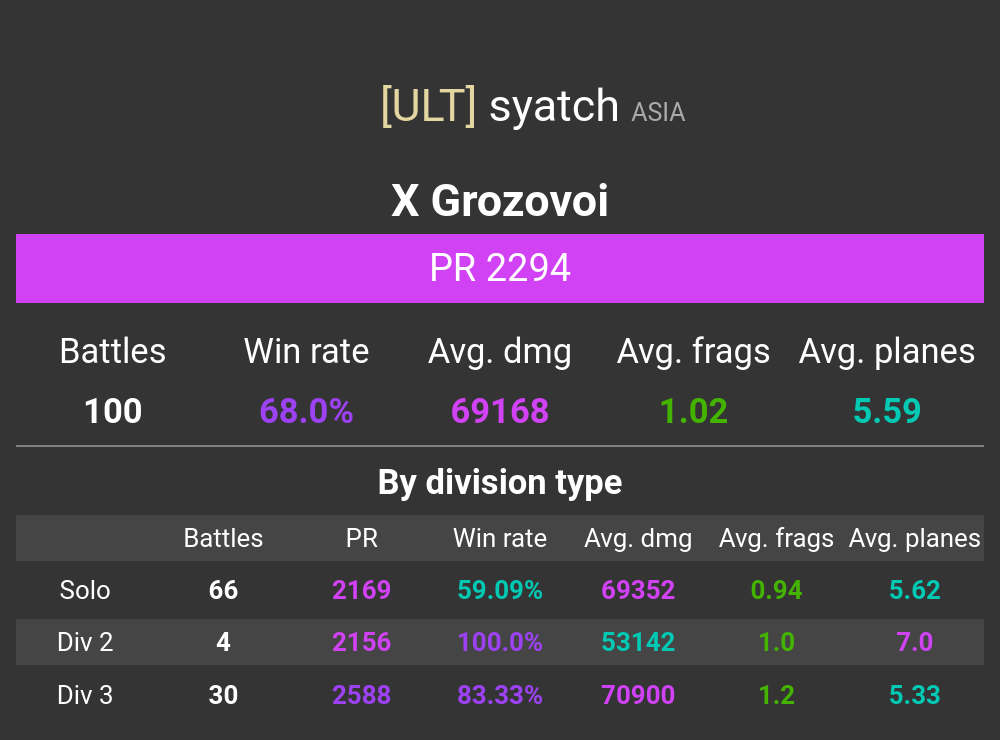 [ULT] syatch ASIA
X Grozovoi
PR 2294
Battles Win rate Avg. dmg Avg. frags Avg. planes
100 68.0% 69168 1.02 5.59
By division type
Battles PR Win rate Avg. dmg Avg. frags Avg. planes
Solo 66 2169 59.09% 69352 0.94 5.62
Div 2 4 2156 100.0% 53142 1.0 7.0
Div 3 30 2588 83.33% 70900 1.2 5.33